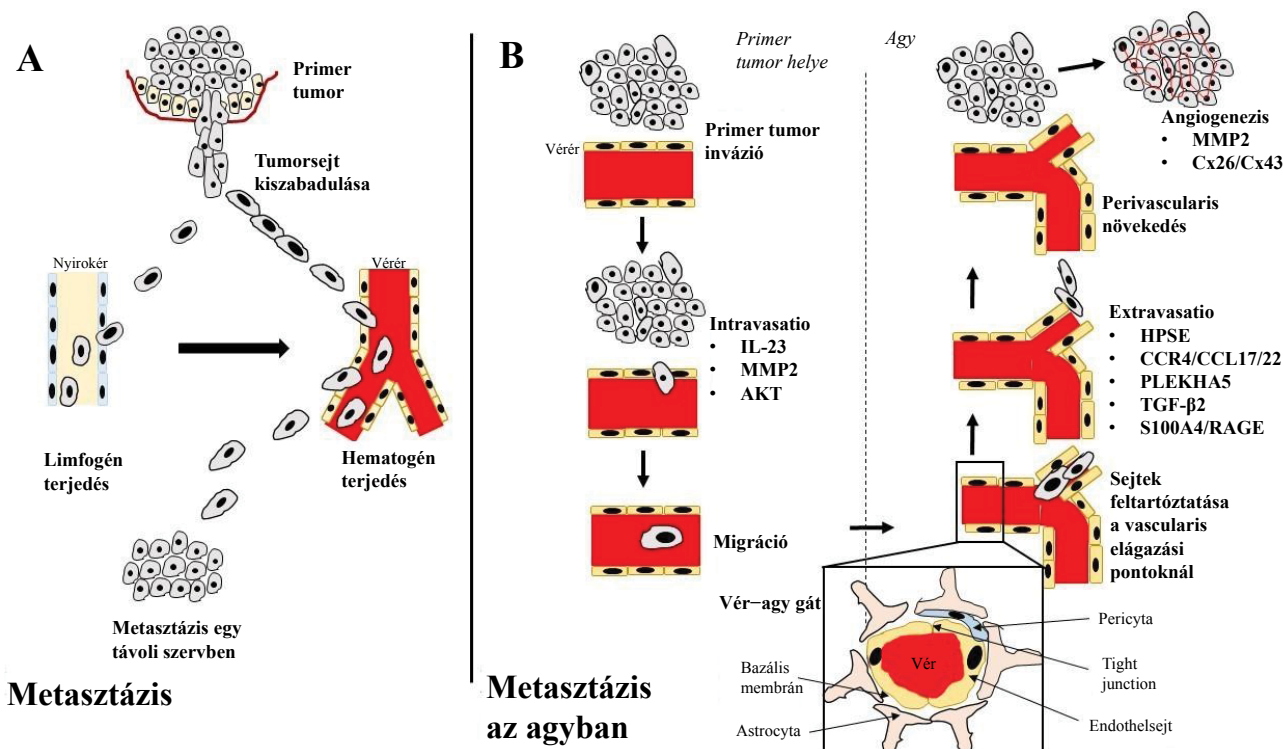 A
Primer
tumor
Tumorsejt
kiszabadulása
Nyirokér
Vérér
Limfogén
terjedés
Hematogén
terjedés
Metasztázis egy
távoli szervben
Metasztázis
B
Primer
tumor helye
Agy
Vérér
Primer tumor
invázió
Intravasatio
• IL-23
• MMP2
• AKT
Migráció
Angiogenezis
• MMP2
• Cx26/Cx43
Perivascularis
növekedés
Extravasatio
• HPSE
• CCR4/CCL17/22
• PLEKHA5
• TGF-β2
• S100A4/RAGE
Sejtek
feltartóztatása
a vascularis
elágazási
pontoknál
Vér−agy gát
Vér
Pericyta
Tight
junction
Endothelsejt
Bazális
membrán
Astrocyta
Metasztázis
az agyban